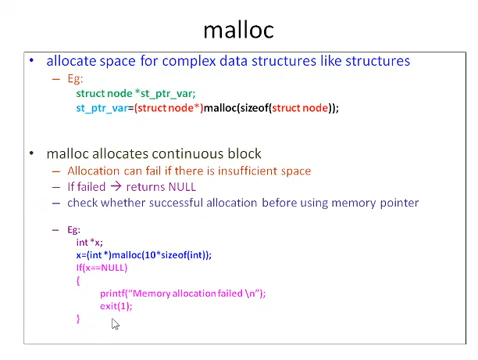 malloc
• allocate space for complex data structures like structures
– Eg:
struct node *st_ptr_var;
st_ptr_var=(struct node*)malloc(sizeof(struct node));
• malloc allocates continuous block
– Allocation can fail if there is insufficient space
– If failed → returns NULL
– check whether successful allocation before using memory pointer
– Eg:
int *x;
x=(int *)malloc(10*sizeof(int));
If(x==NULL)
{
printf("Memory allocation failed \n");
exit(1);
}